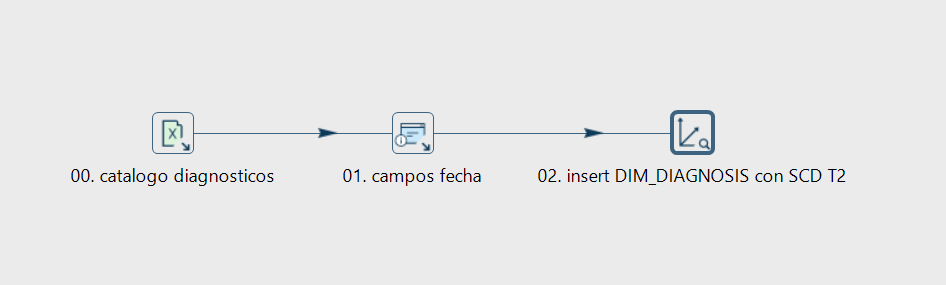 00. catalogo diagnosticos
01. campos fecha
02. insert DIM_DIAGNOSIS con SCD T2